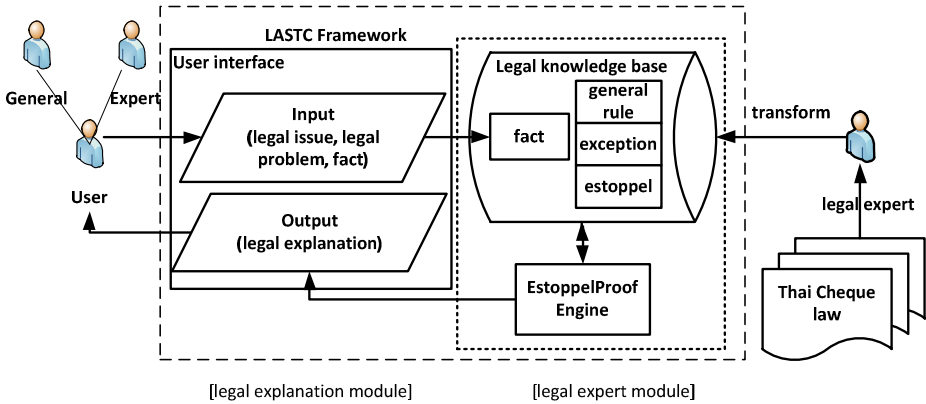 LASTC Framework
General
Expert
User
User interface
Input
(legal issue, legal
problem, fact)
Output
(legal explanation)
Legal knowledge base
fact
general
rule
exception
estoppel
EstoppelProof
Engine
transform
legal expert
Thai Cheque
law
[legal explanation module]
[legal expert module]